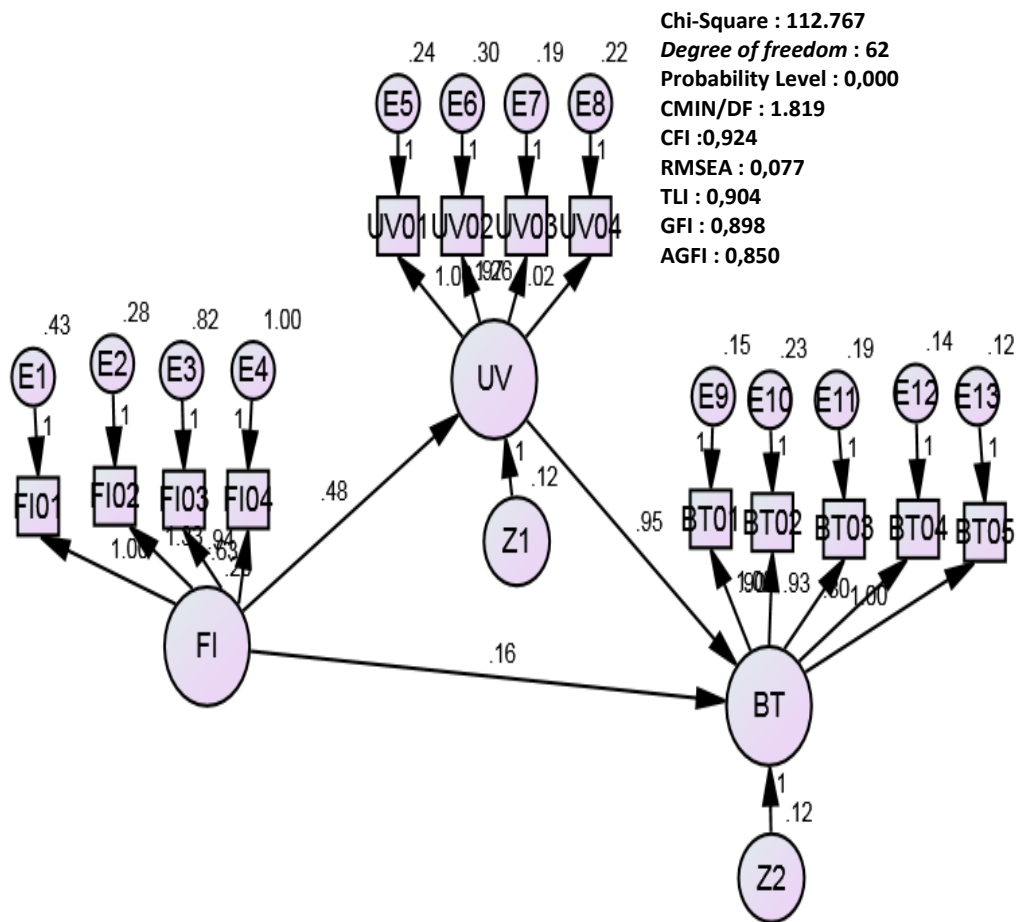 Chi-Square : 112.767
Degree of freedom : 62
Probability Level : 0,000
CMIN/DF : 1.819
CFI :0,924
RMSEA : 0,077
TLI : 0,904
GFI : 0,898
AGFI : 0,850
.24 .30 .19 .22
E5 E6 E7 E8
1 1 1 1
UV01 UV02 UV03 UV04
.02
UV
1
.12
Z1
.43 .28 .82 1.00
E1 E2 E3 E4
1 1 1 1
FI01 FI02 FI03 FI04
1.00 .63
FI
.48
.95
.16
.15 .23 .19 .14 .12
E9 E10 E11 E12 E13
1 1 1 1 1
BT01 BT02 BT03 BT04 BT05
.93 1.00
BT
1
.12
Z2